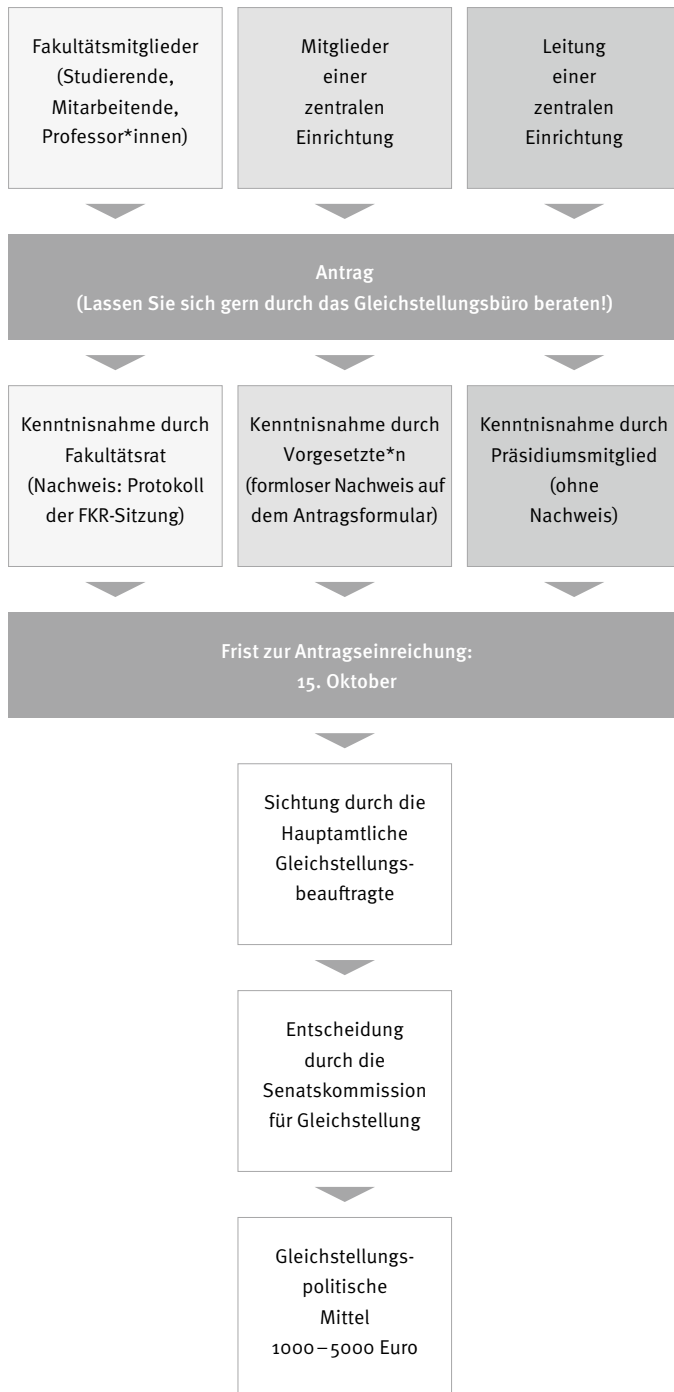 Fakultätsmitglieder
(Studierende,
Mitarbeitende,
Professor*innen)
Mitglieder
einer
zentralen
Einrichtung
Leitung
einer
zentralen
Einrichtung
Antrag
(Lassen Sie sich gern durch das Gleichstellungsbüro beraten!)
Kenntnisnahme durch
Fakultätsrat
(Nachweis: Protokoll
der FKR-Sitzung)
Kenntnisnahme durch
Vorgesetzte*n
(formloser Nachweis auf
dem Antragsformular)
Kenntnisnahme durch
Präsidiumsmitglied
(ohne
Nachweis)
Frist zur Antragseinreichung:
15. Oktober
Sichtung durch die
Hauptamtliche
Gleichstellungs-
beauftragte
Entscheidung
durch die
Senatskommission
für Gleichstellung
Gleichstellungs-
politische
Mittel
1000–5000 Euro